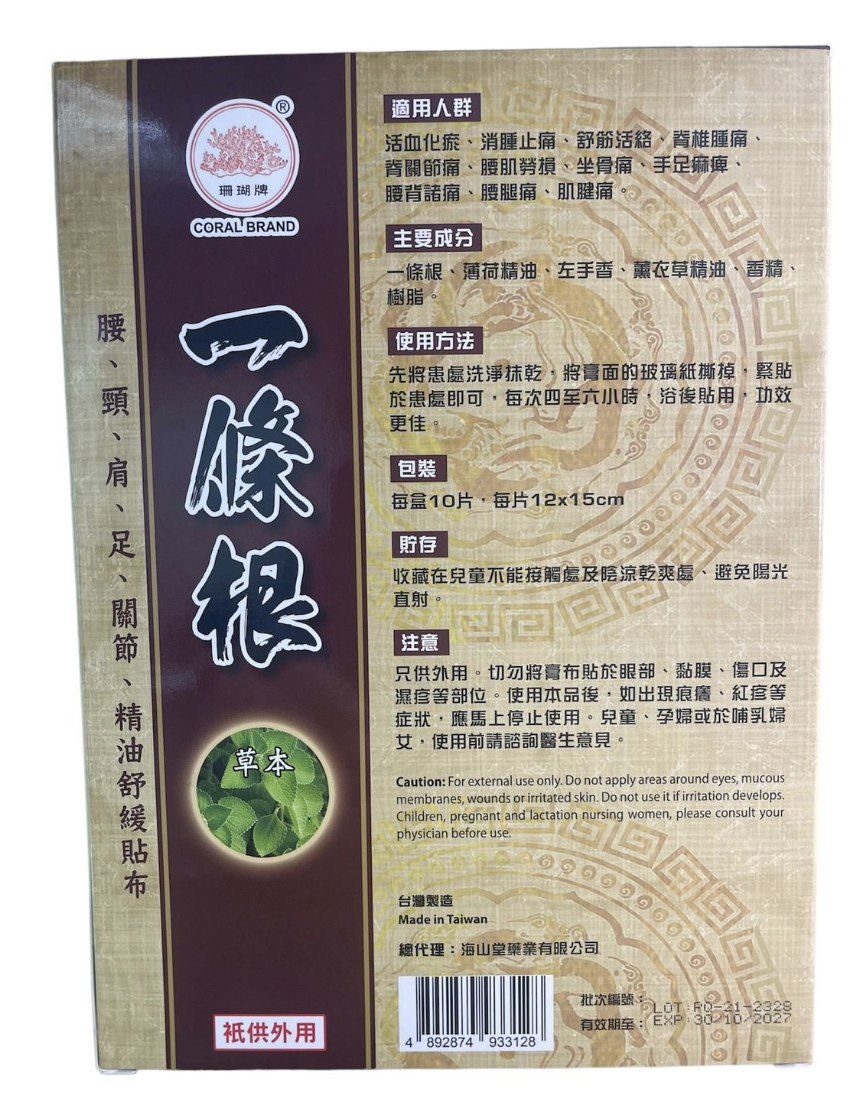 ®
珊瑚牌
CORAL BRAND
一條根
腰、頸、肩、足、關節、精油舒緩貼布
草本
祇供外用
適用人群
活血化瘀、消腫止痛、舒筋活絡、脊椎腫痛、
脊關節痛、腰肌勞損、坐骨痛、手足麻痺、
腰背諸痛、腰腿痛、肌腱痛。
主要成分
一條根、薄荷精油、左手香、薰衣草精油、香精、
樹脂。
使用方法
先將患處洗淨抹乾，將膏面的玻璃紙撕掉，緊貼
於患處即可，每次四至六小時，浴後貼用，功效
更佳。
包裝
每盒10片，每片12x15cm
貯存
收藏在兒童不能接觸處及陰涼乾爽處、避免陽光
直射。
注意
只供外用。切勿將膏布貼於眼部、黏膜、傷口及
濕疹等部位。使用本品後，如出現痕癢、紅疹等
症狀，應馬上停止使用。兒童、孕婦或於哺乳婦
女，使用前請諮詢醫生意見。
Caution: For external use only. Do not apply areas around eyes, mucous
membranes, wounds or irritated skin. Do not use it if irritation develops.
Children, pregnant and lactation nursing women, please consult your
physician before use.
台灣製造
Made in Taiwan
總代理：海山堂藥業有限公司
4 892874 933128
批次編號： LOT:PQ-21-2328
有效期至： EXP:30/10/2027